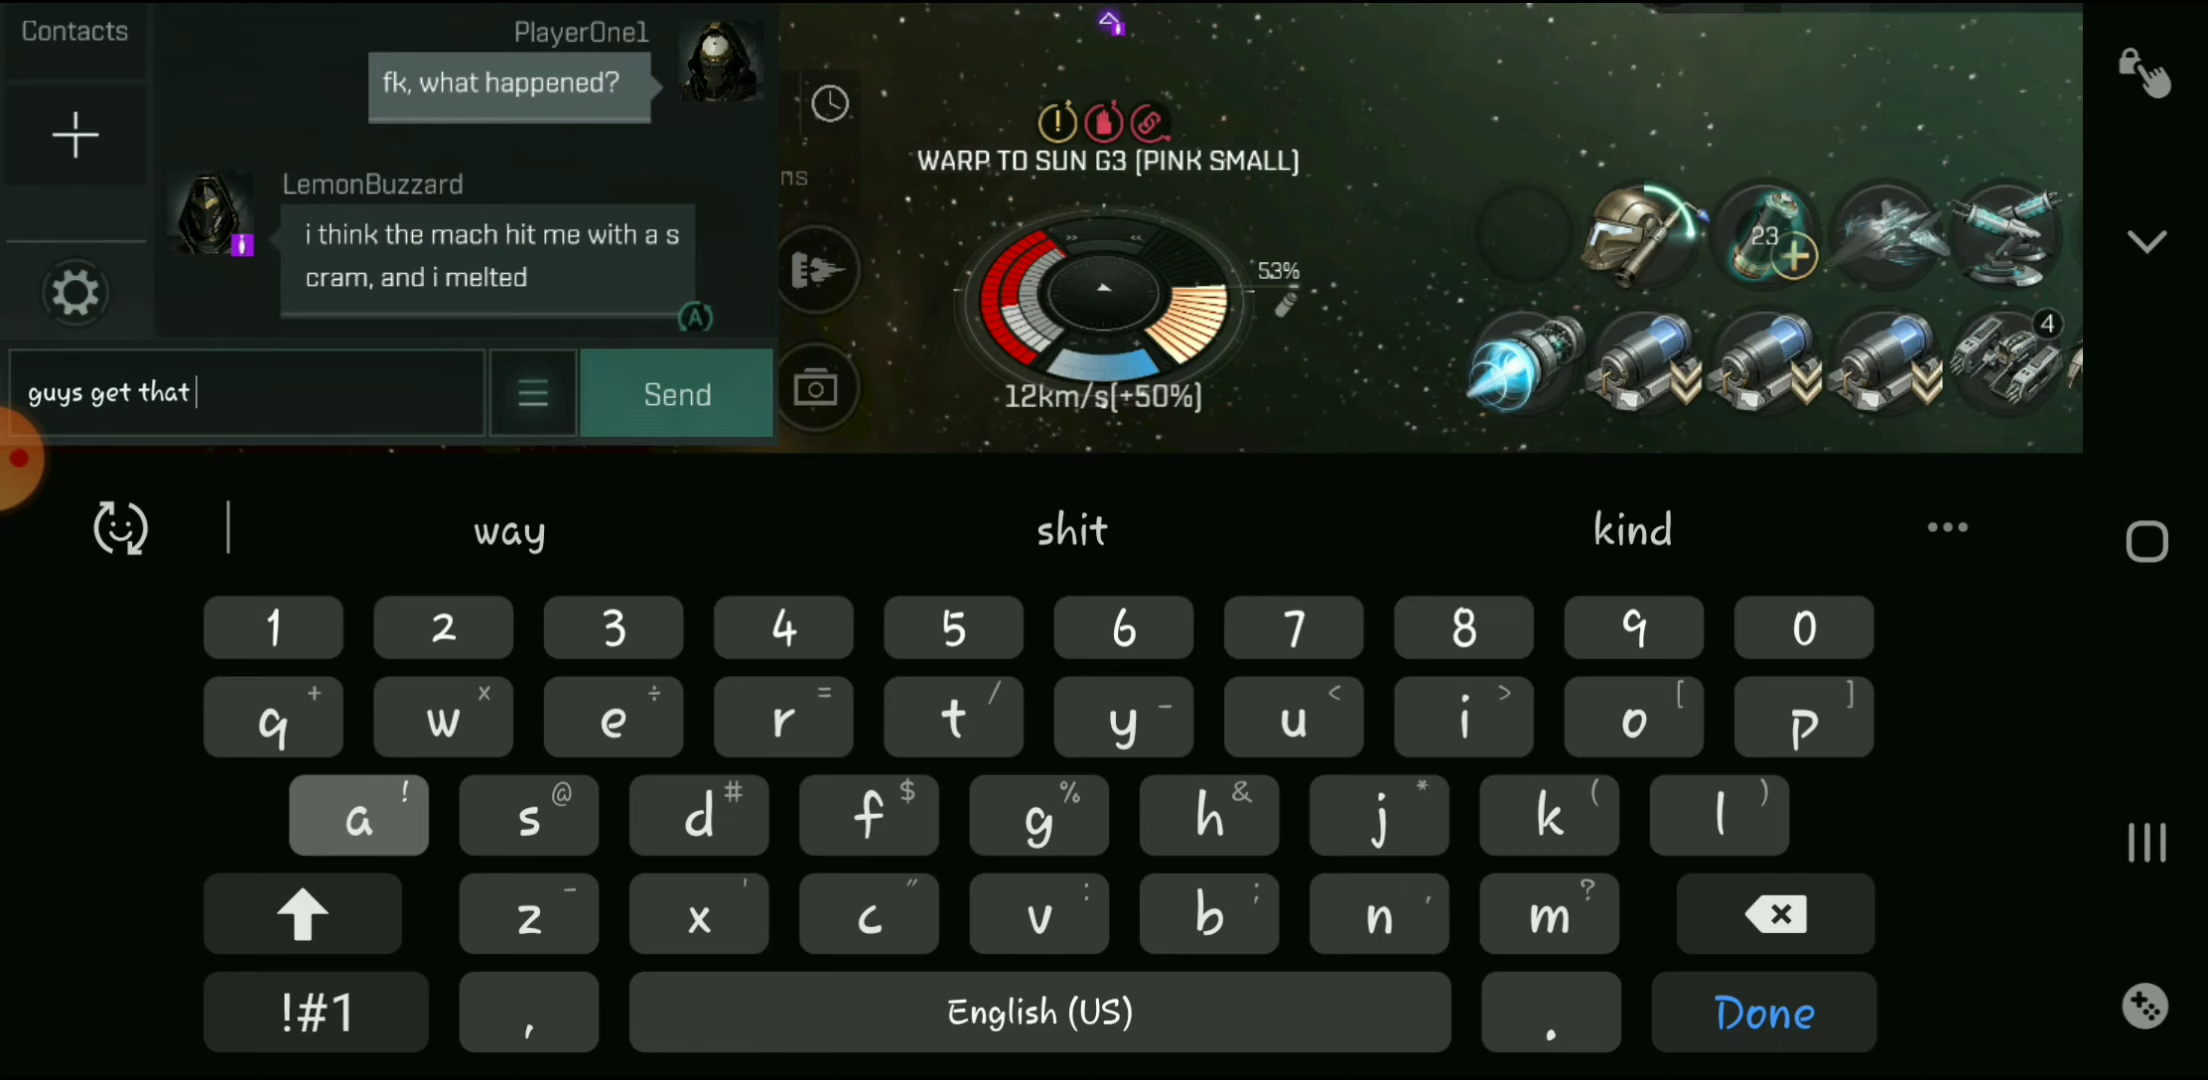 Contacts
PlayerOne1
fk, what happened?
LemonBuzzard
i think the mach hit me with a s
cram, and i melted
A
guys get that
Send
ns
WARP TO SUN G3 (PINK SMALL)
53%
12km/s(+50%)
23
4
way shit kind
1 2 3 4 5 6 7 8 9 0
q + w × e ÷ r = t / y - u < i > o [ p ]
a ! s @ d # f $ g % h & j * k ( l )
z - x ' c " v : b ; n , m ?
!#1 , English (US) . Done